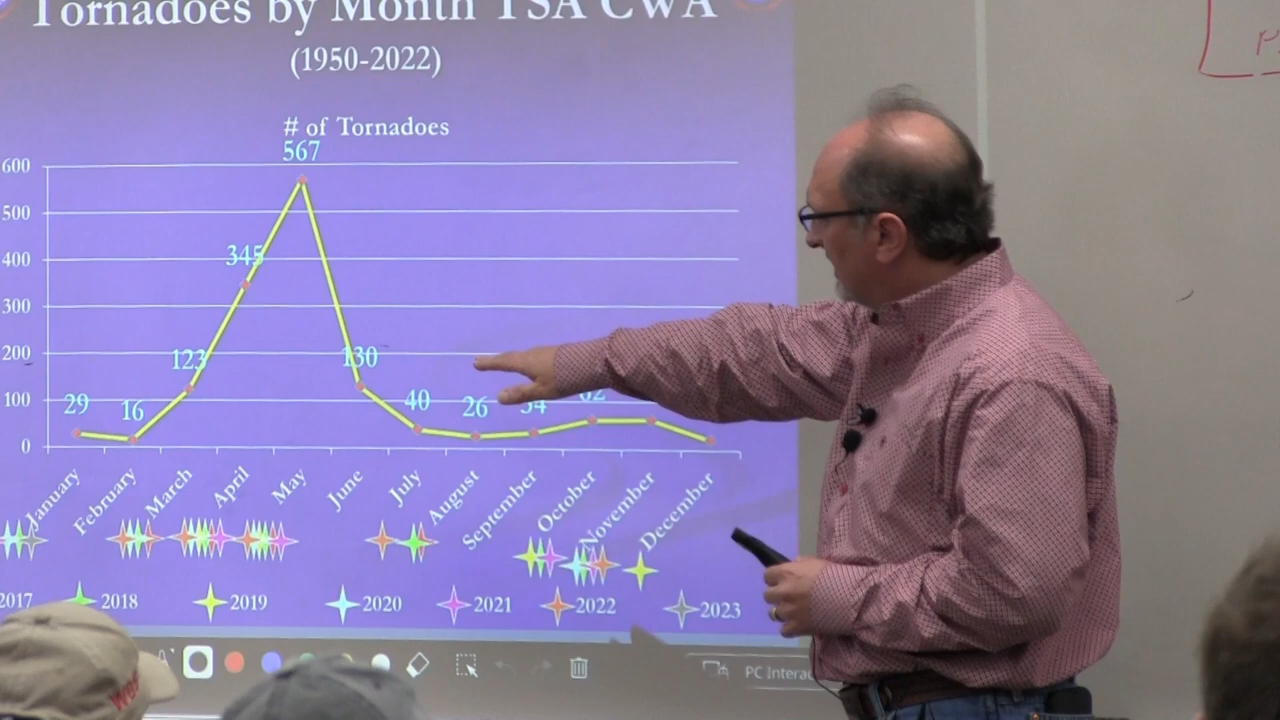 Tornadoes by Month TSA CWA
(1950-2022)
# of Tornadoes
600
500
400
300
200
100
0
29
16
123
345
567
130
40
26
January
February
March
April
May
June
July
August
September
October
November
December
2017
2018
2019
2020
2021
2022
2023